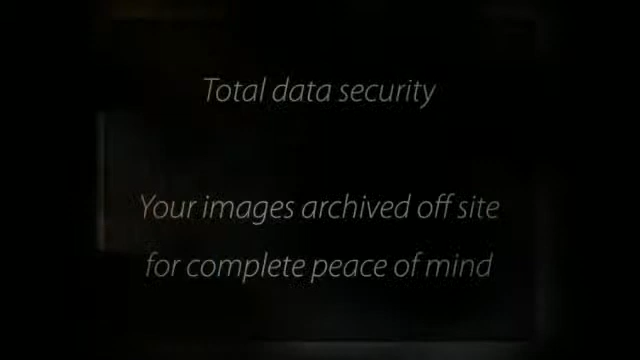 Total data security
Your images archived off site
for complete peace of mind